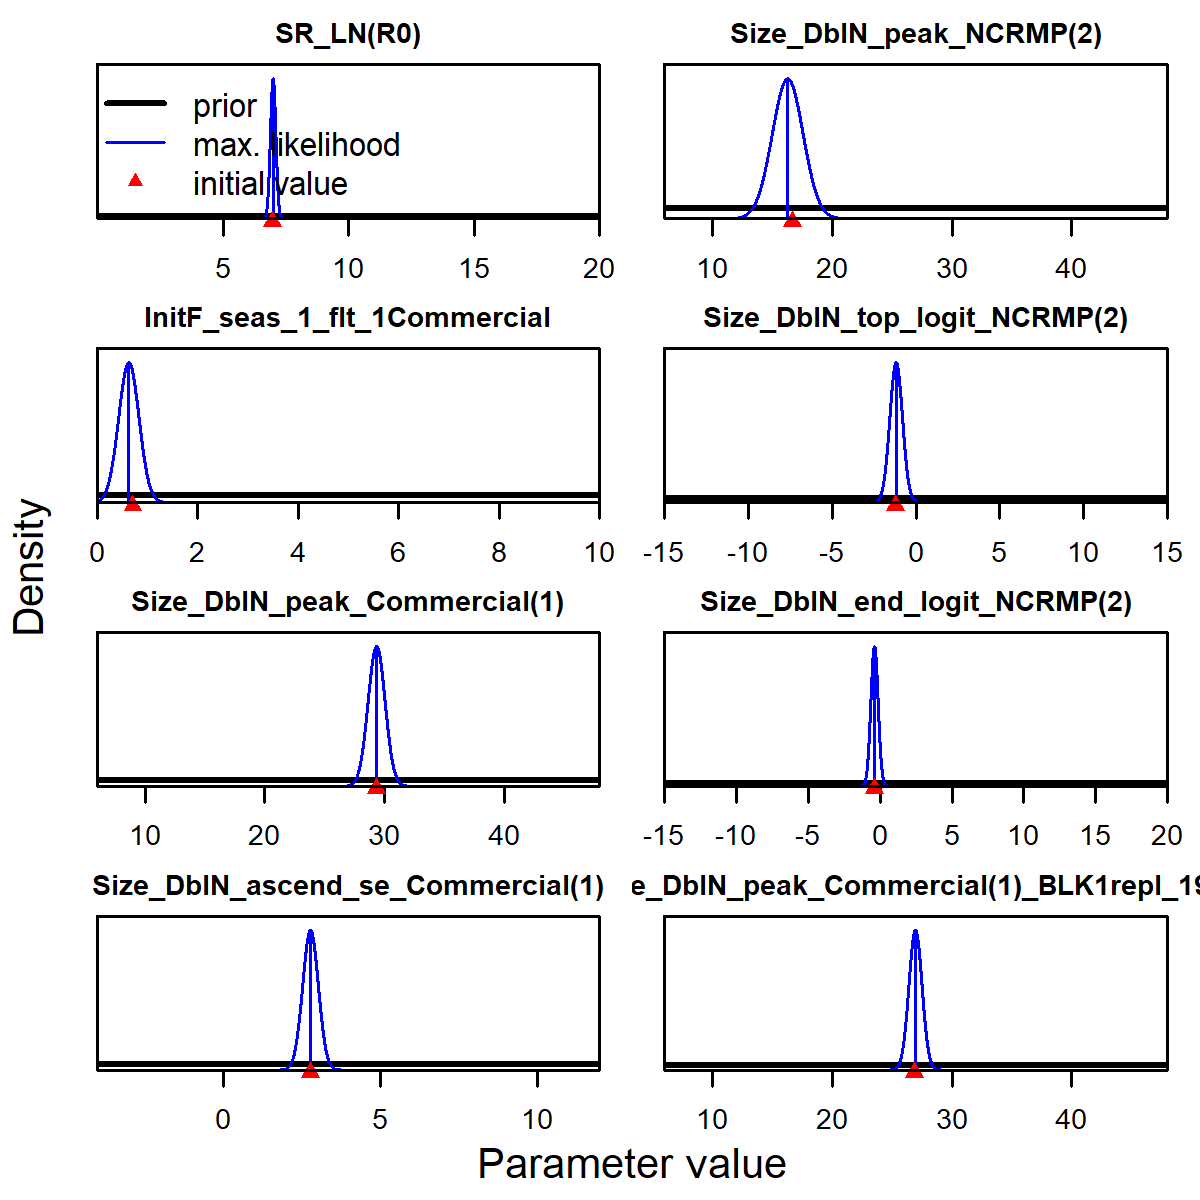 SR_LN(R0)
prior
max. likelihood
initial value
5 10 15 20
Size_DblN_peak_NCRMP(2)
10 20 30 40
InitF_seas_1_flt_1Commercial
0 2 4 6 8 10
Size_DblN_top_logit_NCRMP(2)
-15 -10 -5 0 5 10 15
Size_DblN_peak_Commercial(1)
10 20 30 40
Size_DblN_end_logit_NCRMP(2)
-15 -10 -5 0 5 10 15 20
Size_DblN_ascend_se_Commercial(1)
0 5 10
e_DblN_peak_Commercial(1)_BLK1repl_19
10 20 30 40
Density
Parameter value